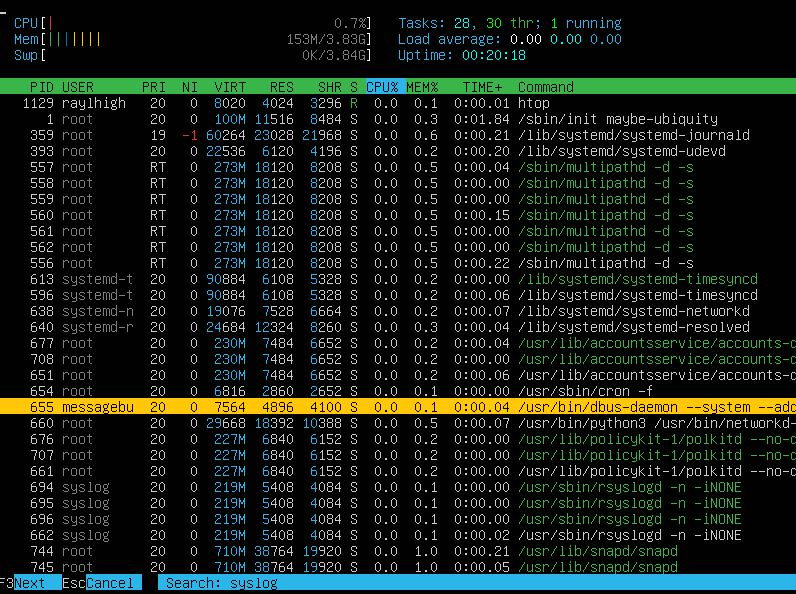 CPU[| 0.7%] Tasks: 28, 30 thr; 1 running
Mem[||||||| 153M/3.83G] Load average: 0.00 0.00 0.00
Swp[ 0K/3.84G] Uptime: 00:20:18
PID USER PRI NI VIRT RES SHR S CPU% MEM% TIME+ Command
1129 raylhigh 20 0 8020 4024 3296 R 0.0 0.1 0:00.01 htop
1 root 20 0 100M 11516 8484 S 0.0 0.3 0:01.84 /sbin/init maybe-ubiquity
359 root 19 -1 60264 23028 21968 S 0.0 0.6 0:00.21 /lib/systemd/systemd-journald
393 root 20 0 22536 6120 4196 S 0.0 0.2 0:00.20 /lib/systemd/systemd-udevd
557 root RT 0 273M 18120 8208 S 0.0 0.5 0:00.04 /sbin/multipathd -d -s
558 root RT 0 273M 18120 8208 S 0.0 0.5 0:00.00 /sbin/multipathd -d -s
559 root RT 0 273M 18120 8208 S 0.0 0.5 0:00.00 /sbin/multipathd -d -s
560 root RT 0 273M 18120 8208 S 0.0 0.5 0:00.15 /sbin/multipathd -d -s
561 root RT 0 273M 18120 8208 S 0.0 0.5 0:00.00 /sbin/multipathd -d -s
562 root RT 0 273M 18120 8208 S 0.0 0.5 0:00.00 /sbin/multipathd -d -s
556 root RT 0 273M 18120 8208 S 0.0 0.5 0:00.22 /sbin/multipathd -d -s
613 systemd-t 20 0 90884 6108 5328 S 0.0 0.2 0:00.00 /lib/systemd/systemd-timesyncd
596 systemd-t 20 0 90884 6108 5328 S 0.0 0.2 0:00.06 /lib/systemd/systemd-timesyncd
638 systemd-n 20 0 19076 7528 6664 S 0.0 0.2 0:00.07 /lib/systemd/systemd-networkd
640 systemd-r 20 0 24684 12324 8260 S 0.0 0.3 0:00.04 /lib/systemd/systemd-resolved
677 root 20 0 230M 7484 6652 S 0.0 0.2 0:00.04 /usr/lib/accountsservice/accounts-d
708 root 20 0 230M 7484 6652 S 0.0 0.2 0:00.00 /usr/lib/accountsservice/accounts-d
651 root 20 0 230M 7484 6652 S 0.0 0.2 0:00.06 /usr/lib/accountsservice/accounts-d
654 root 20 0 6816 2860 2652 S 0.0 0.1 0:00.00 /usr/sbin/cron -f
655 messagebu 20 0 7564 4896 4100 S 0.0 0.1 0:00.04 /usr/bin/dbus-daemon --system --add
660 root 20 0 29668 18392 10388 S 0.0 0.5 0:00.07 /usr/bin/python3 /usr/bin/networkd-
676 root 20 0 227M 6840 6152 S 0.0 0.2 0:00.00 /usr/lib/policykit-1/polkitd --no-d
707 root 20 0 227M 6840 6152 S 0.0 0.2 0:00.00 /usr/lib/policykit-1/polkitd --no-d
661 root 20 0 227M 6840 6152 S 0.0 0.2 0:00.00 /usr/lib/policykit-1/polkitd --no-d
694 syslog 20 0 219M 5408 4084 S 0.0 0.1 0:00.00 /usr/sbin/rsyslogd -n -iNONE
695 syslog 20 0 219M 5408 4084 S 0.0 0.1 0:00.00 /usr/sbin/rsyslogd -n -iNONE
696 syslog 20 0 219M 5408 4084 S 0.0 0.1 0:00.00 /usr/sbin/rsyslogd -n -iNONE
662 syslog 20 0 219M 5408 4084 S 0.0 0.1 0:00.02 /usr/sbin/rsyslogd -n -iNONE
744 root 20 0 710M 38764 19920 S 0.0 1.0 0:00.21 /usr/lib/snapd/snapd
745 root 20 0 710M 38764 19920 S 0.0 1.0 0:00.05 /usr/lib/snapd/snapd
F3Next EscCancel Search: syslog